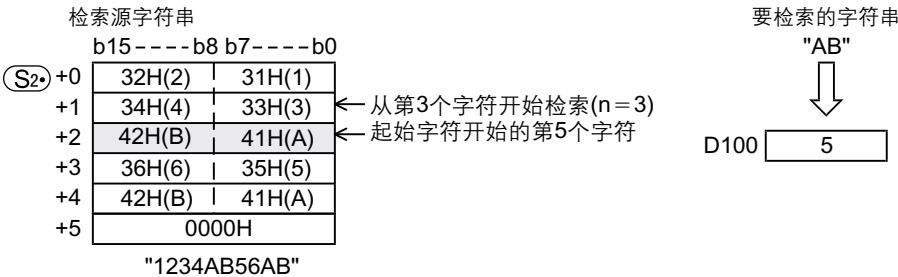 检索源字符串
要检索的字符串
b15----b8 b7----b0
"AB"
S2• +0 32H(2) 31H(1)
+1 34H(4) 33H(3) 从第3个字符开始检索(n=3)
+2 42H(B) 41H(A) 起始字符开始的第5个字符
D100 5
+3 36H(6) 35H(5)
+4 42H(B) 41H(A)
+5 0000H
"1234AB56AB"